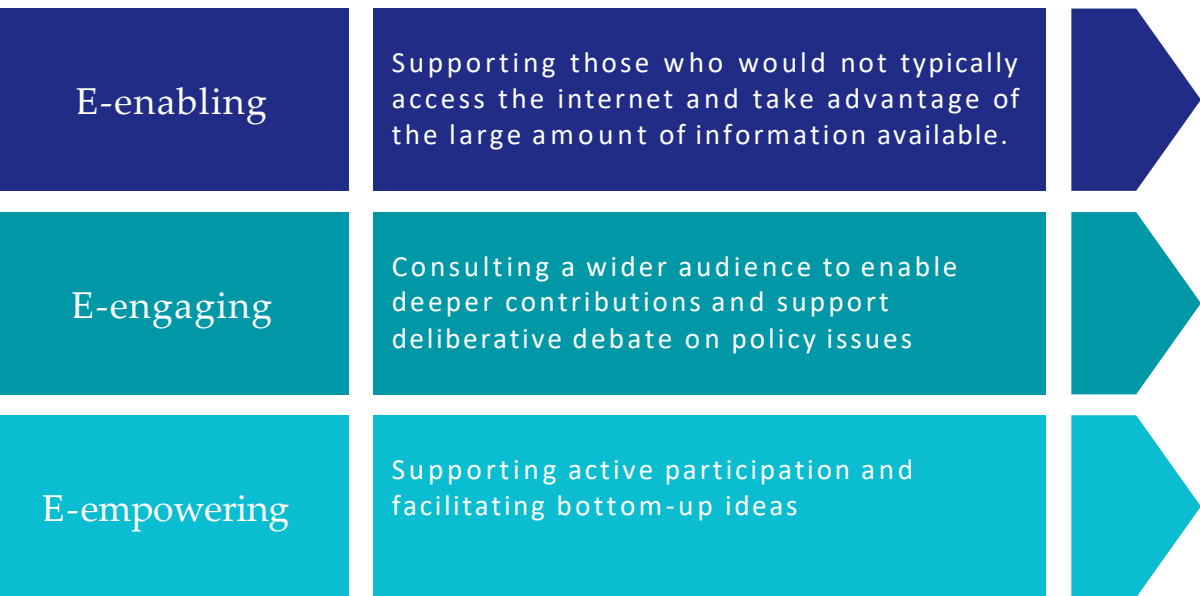 E-enabling
Supporting those who would not typically
access the internet and take advantage of
the large amount of information available.
E-engaging
Consulting a wider audience to enable
deeper contributions and support
deliberative debate on policy issues
E-empowering
Supporting active participation and
facilitating bottom-up ideas